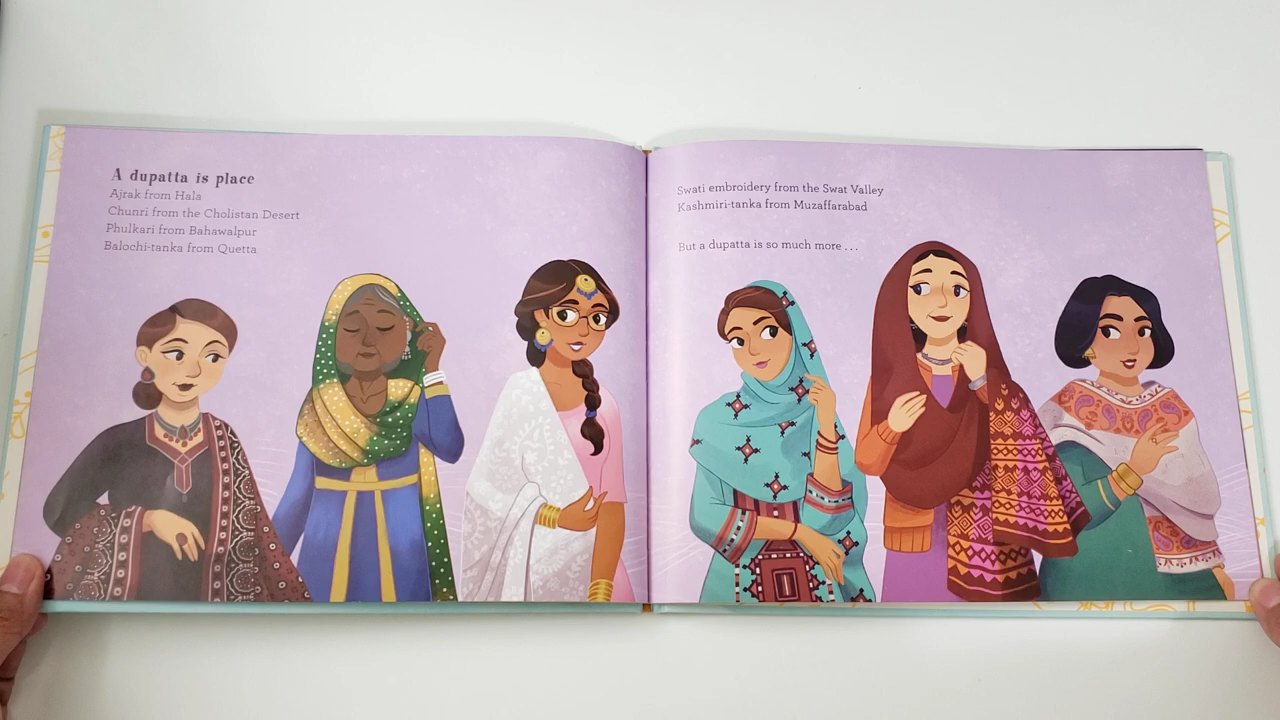 A dupatta is place
Ajrak from Hala
Chunri from the Cholistan Desert
Phulkari from Bahawalpur
Balochi-tanka from Quetta
Swati embroidery from the Swat Valley
Kashmiri-tanka from Muzaffarabad
But a dupatta is so much more . . .